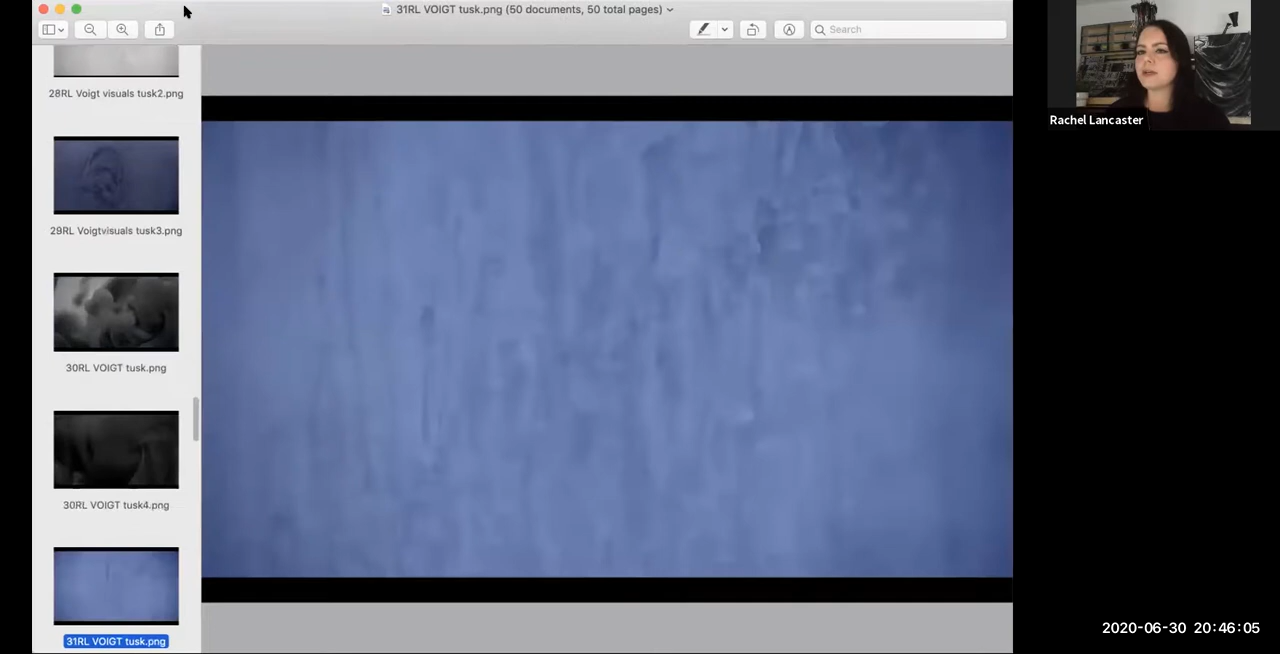 31RL VOIGT tusk.png (50 documents, 50 total pages)
Search
28RL Voigt visuals tusk2.png
29RL Voigtvisuals tusk3.png
30RL VOIGT tusk.png
30RL VOIGT tusk4.png
31RL VOIGT tusk.png
Rachel Lancaster
2020-06-30 20:46:05